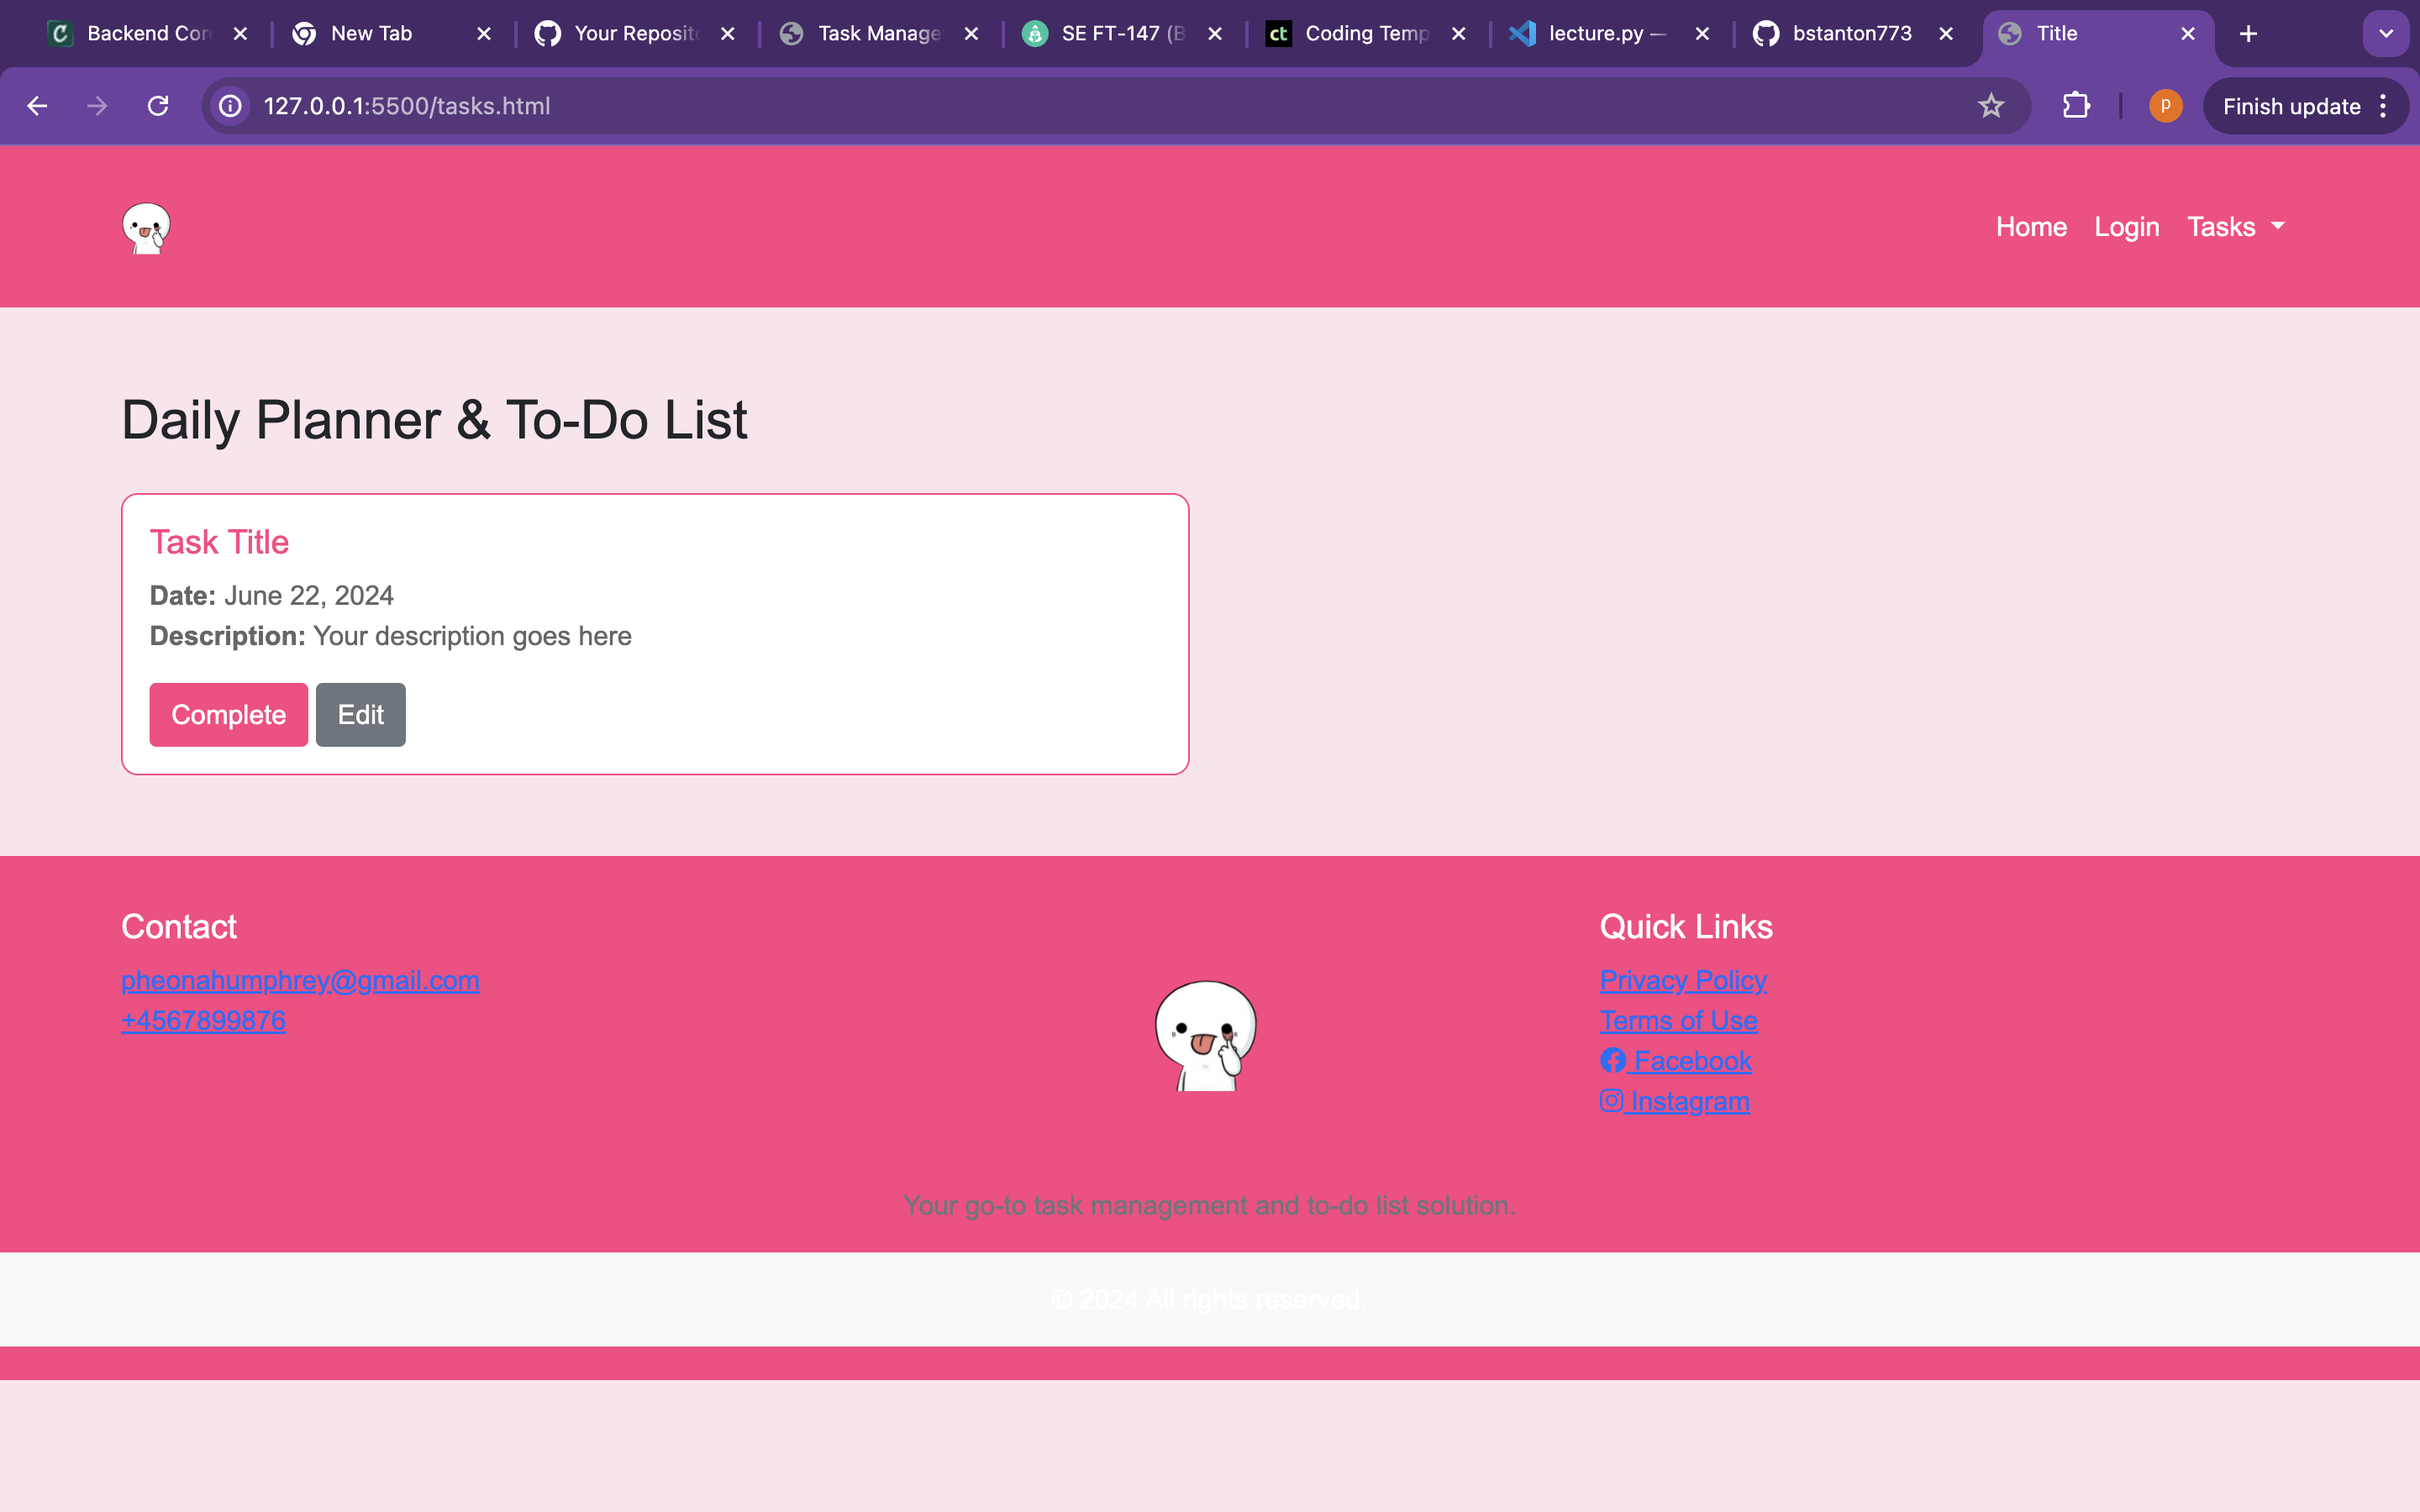 Backend Cor
New Tab
Your Reposit
Task Manage
SE FT-147 (B
ct Coding Temp
lecture.py —
bstanton773
Title
127.0.0.1:5500/tasks.html
P
Finish update
Home
Login
Tasks
Daily Planner & To-Do List
Task Title
Date: June 22, 2024
Description: Your description goes here
Complete
Edit
Contact
pheonahumphrey@gmail.com
+4567899876
Quick Links
Privacy Policy
Terms of Use
Facebook
Instagram
Your go-to task management and to-do list solution.
© 2024 All rights reserved.